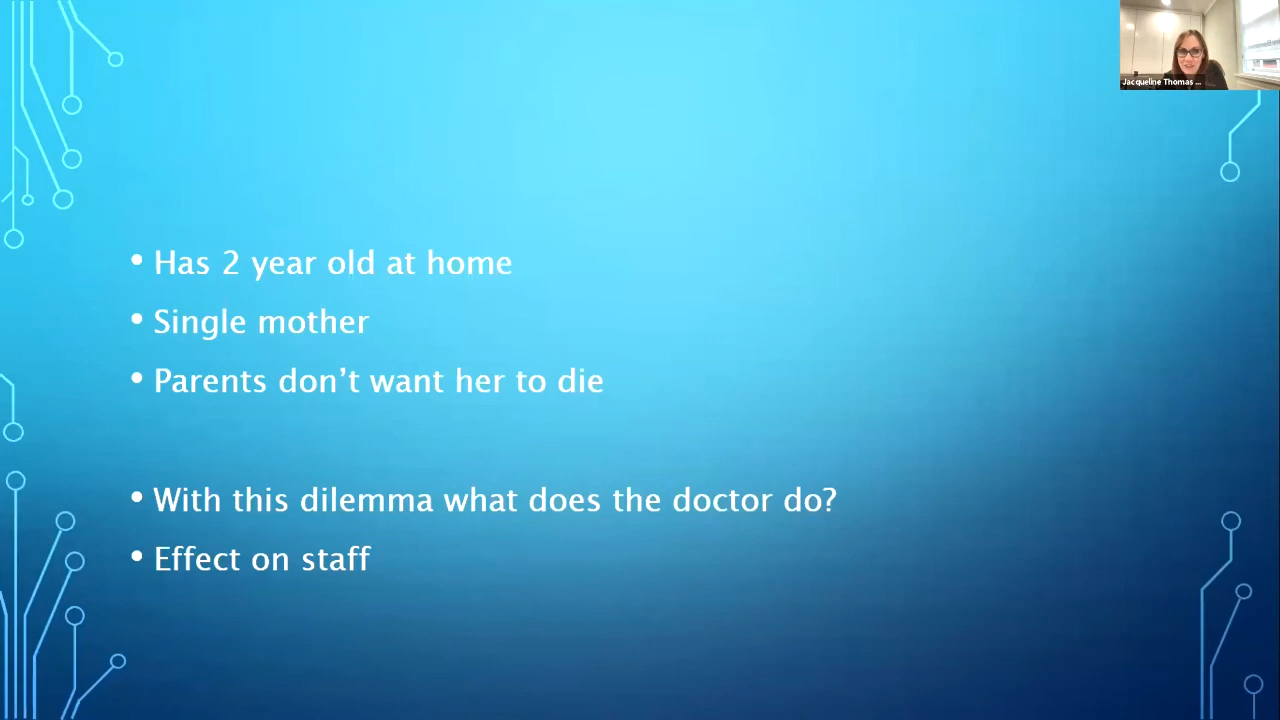 Jacqueline Thomas ...
• Has 2 year old at home
• Single mother
• Parents don’t want her to die
• With this dilemma what does the doctor do?
• Effect on staff